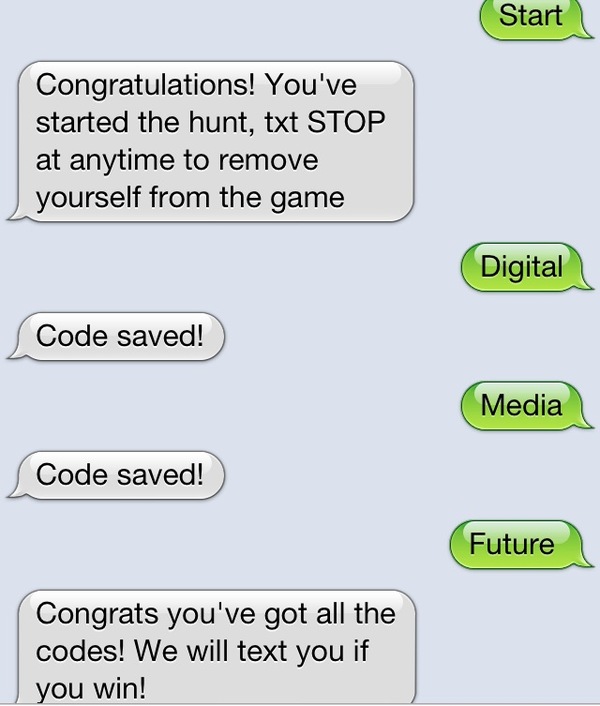 Start
Congratulations! You've
started the hunt, txt STOP
at anytime to remove
yourself from the game
Digital
Code saved!
Media
Code saved!
Future
Congrats you've got all the
codes! We will text you if
you win!